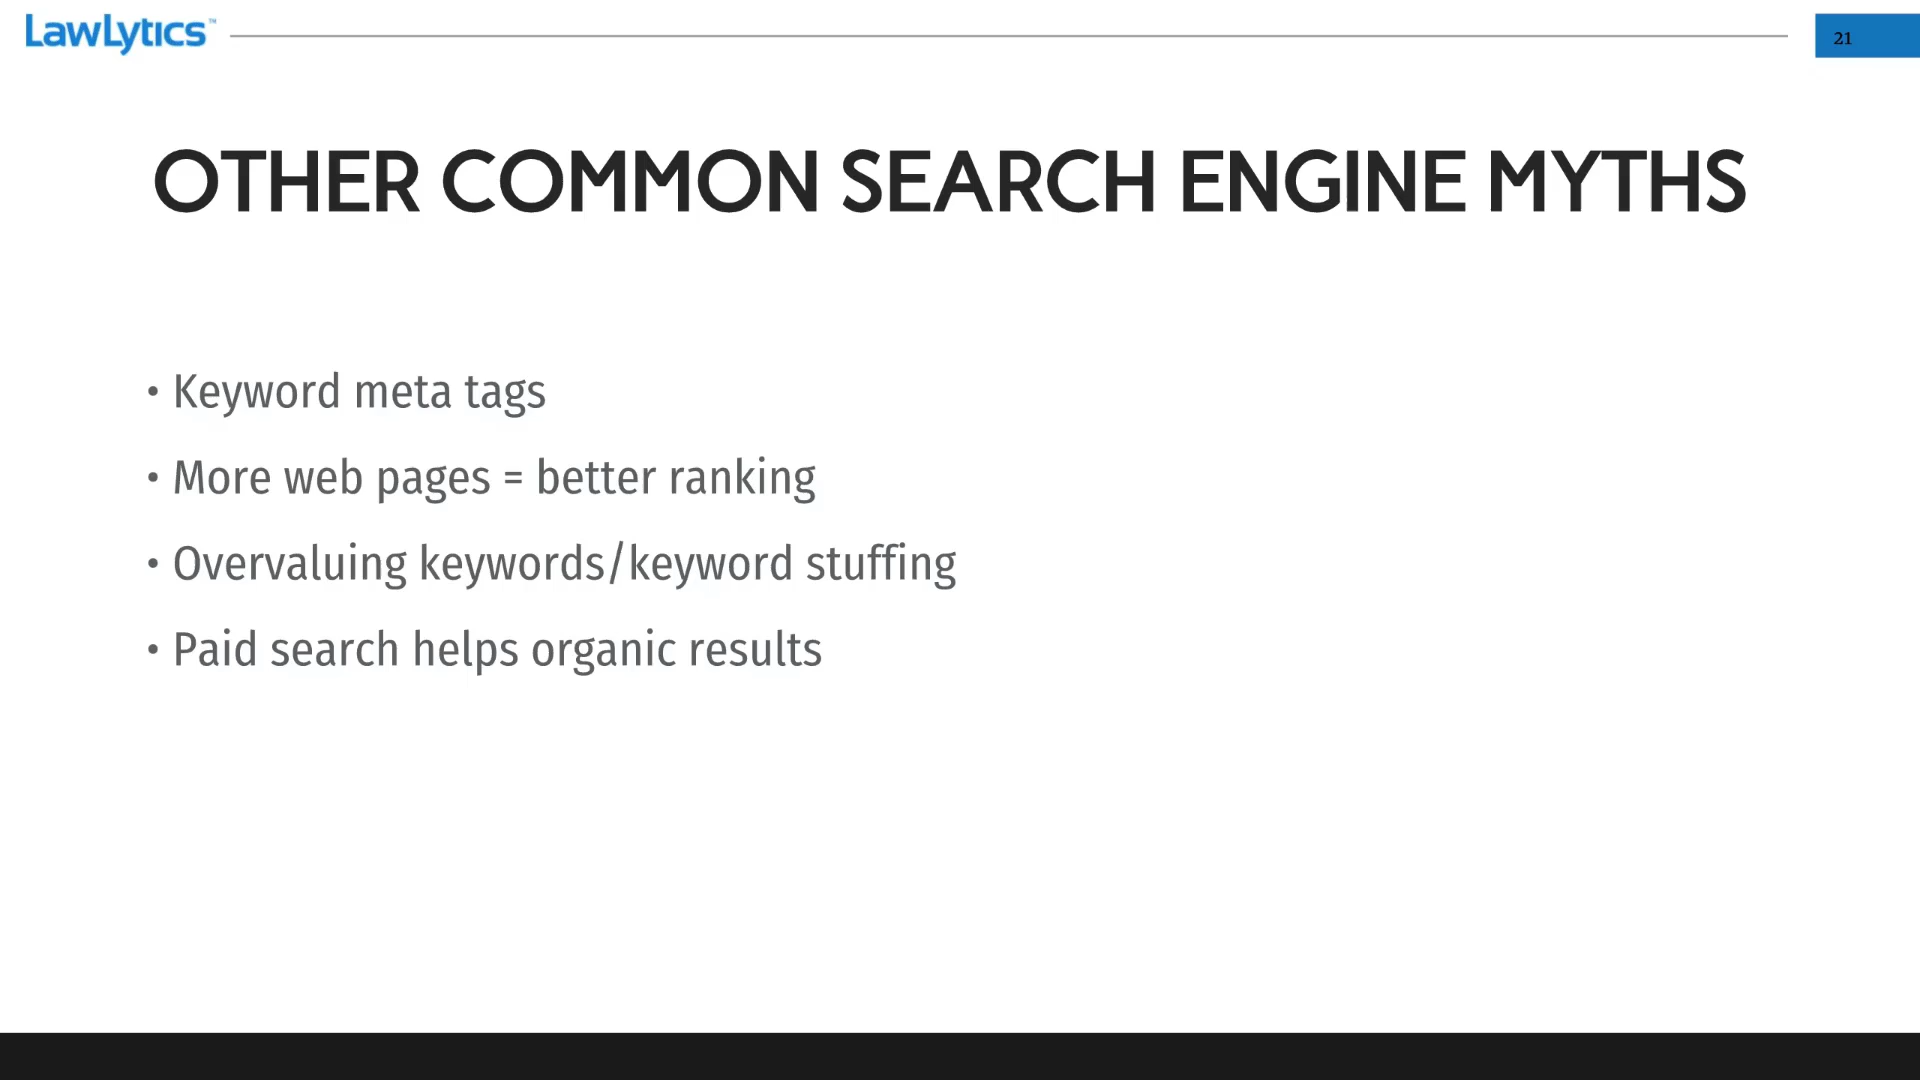 LawLytics™
21
OTHER COMMON SEARCH ENGINE MYTHS
• Keyword meta tags
• More web pages = better ranking
• Overvaluing keywords/keyword stuffing
• Paid search helps organic results